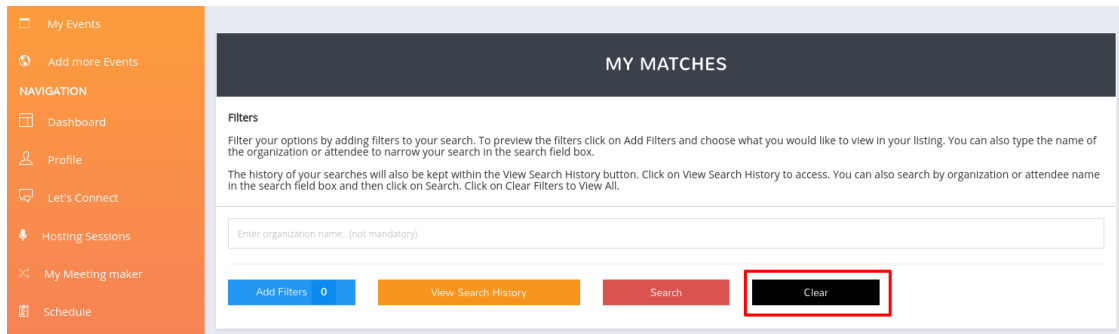 My Events
Add more Events
NAVIGATION
Dashboard
Profile
Let's Connect
Hosting Sessions
My Meeting maker
Schedule
MY MATCHES
Filters
Filter your options by adding filters to your search. To preview the filters click on Add Filters and choose what you would like to view in your listing. You can also type the name of
the organization or attendee to narrow your search in the search field box.
The history of your searches will also be kept within the View Search History button. Click on View Search History to access. You can also search by organization or attendee name
in the search field box and then click on Search. Click on Clear Filters to View All.
Enter organization name.. (not mandatory)
Add Filters 0 View Search History Search Clear